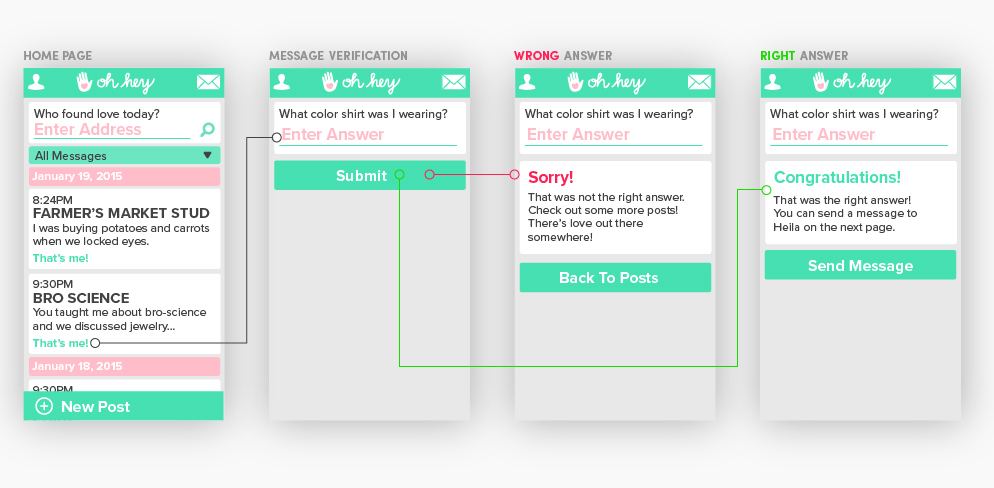 HOME PAGE
oh hey
Who found love today?
Enter Address
All Messages
January 19, 2015
8:24PM
FARMER'S MARKET STUD
I was buying potatoes and carrots
when we locked eyes.
That's me!
9:30PM
BRO SCIENCE
You taught me about bro-science
and we discussed jewelry...
That's me!
January 18, 2015
9:30PM
New Post
MESSAGE VERIFICATION
oh hey
What color shirt was I wearing?
Enter Answer
Submit
WRONG ANSWER
oh hey
What color shirt was I wearing?
Enter Answer
Sorry!
That was not the right answer.
Check out some more posts!
There's love out there
somewhere!
Back To Posts
RIGHT ANSWER
oh hey
What color shirt was I wearing?
Enter Answer
Congratulations!
That was the right answer!
You can send a message to
Heila on the next page.
Send Message